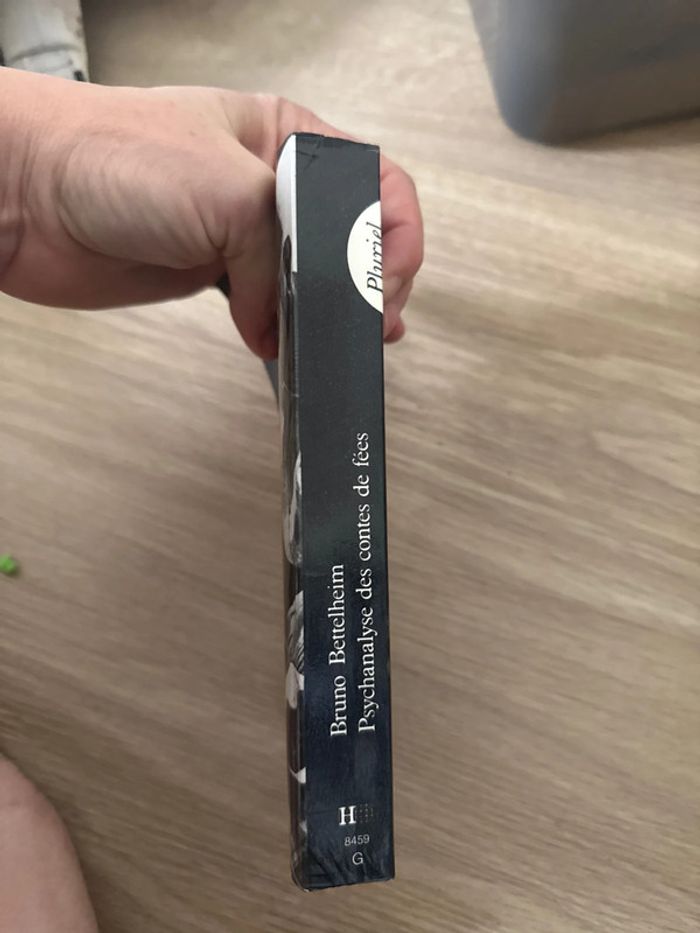 Pluriel
Bruno Bettelheim
Psychanalyse des contes de fées
H
8459
G